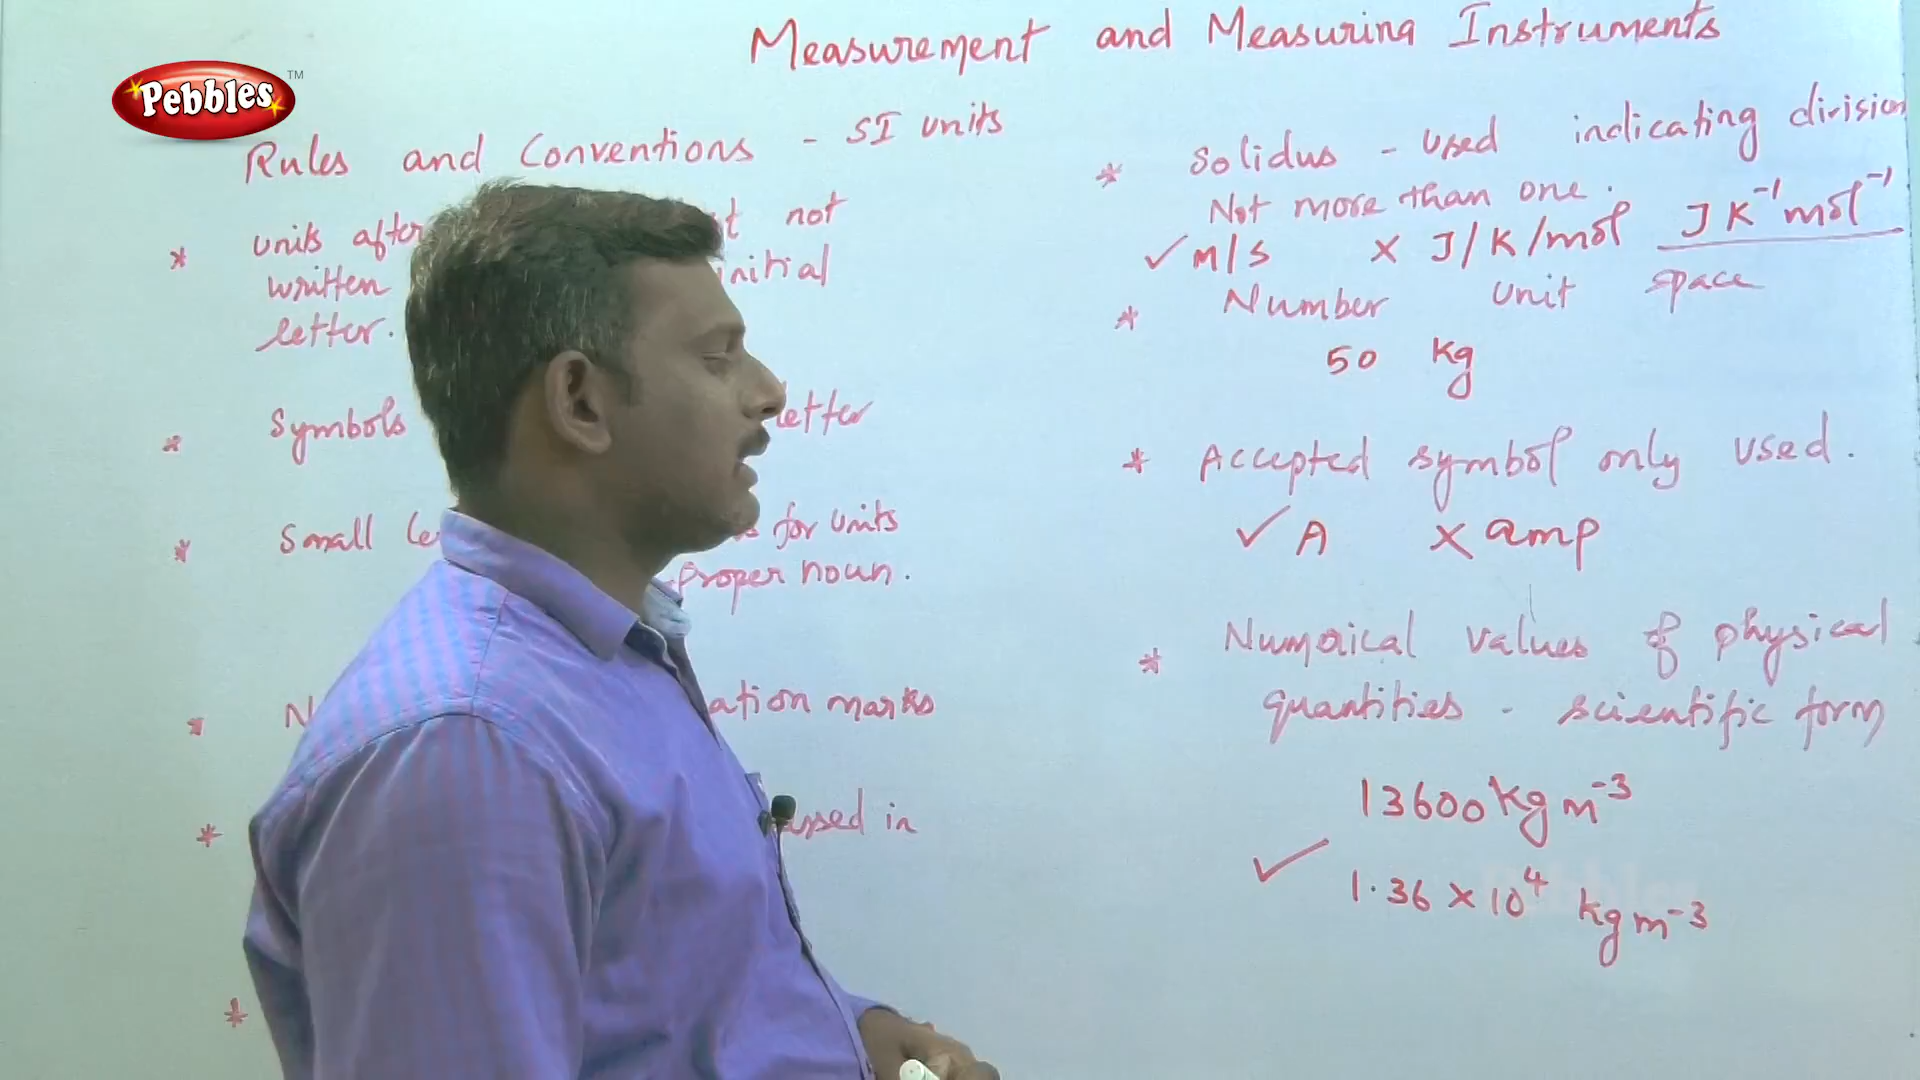 Measurement and Measuring Instruments
Pebbles TM
Rules and Conventions - SI units
* units after not
written initial
letter.
* Symbols letter
* Small for units
proper noun.
* marks
* in
*
* Solidus - used indicating division
Not more than one.
✓ m/s × J/K/mol J K⁻¹ mol⁻¹
* Number unit space
50 kg
* Accepted symbol only used.
✓ A × amp
* Numerical values of physical
quantities - scientific form
13600 kg m⁻³
✓ 1.36 × 10⁴ kg m⁻³